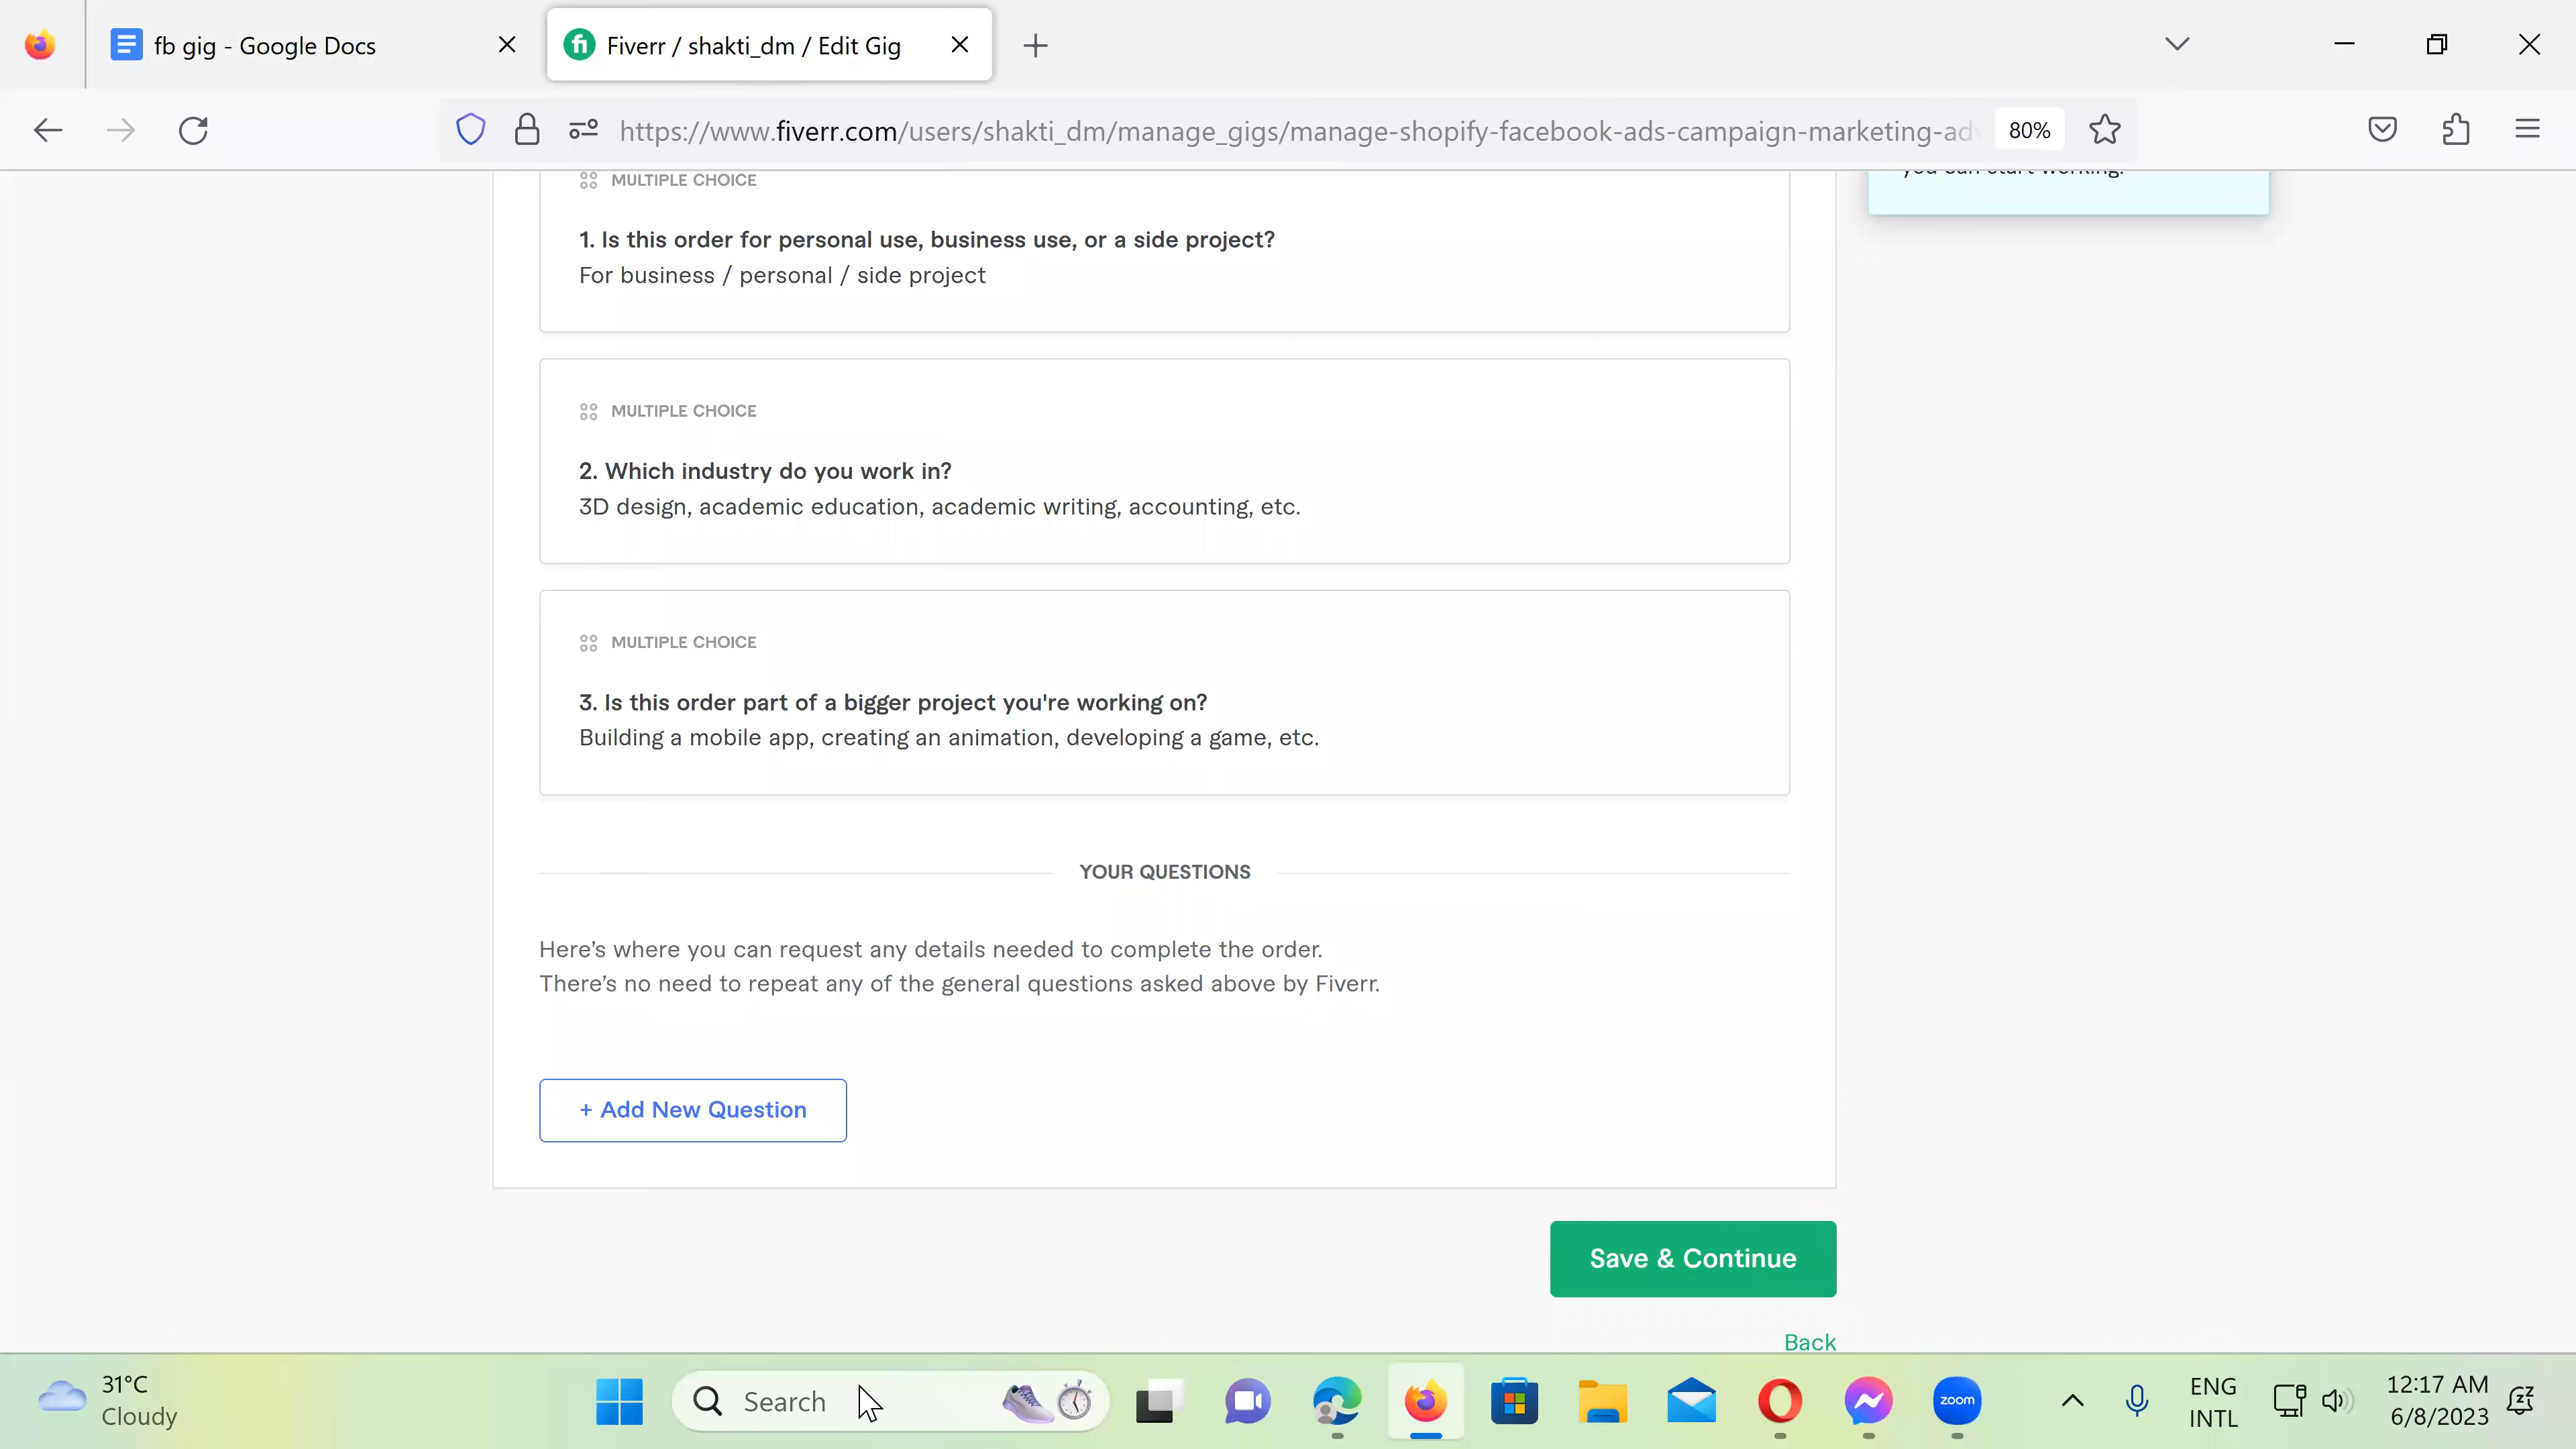 fb gig - Google Docs
Fiverr / shakti_dm / Edit Gig
https://www.fiverr.com/users/shakti_dm/manage_gigs/manage-shopify-facebook-ads-campaign-marketing-adv
80%
you can start working.
MULTIPLE CHOICE
1. Is this order for personal use, business use, or a side project?
For business / personal / side project
MULTIPLE CHOICE
2. Which industry do you work in?
3D design, academic education, academic writing, accounting, etc.
MULTIPLE CHOICE
3. Is this order part of a bigger project you're working on?
Building a mobile app, creating an animation, developing a game, etc.
YOUR QUESTIONS
Here's where you can request any details needed to complete the order.
There's no need to repeat any of the general questions asked above by Fiverr.
+ Add New Question
Save & Continue
Back
31°C
Cloudy
Search
zoom
ENG
INTL
12:17 AM
6/8/2023